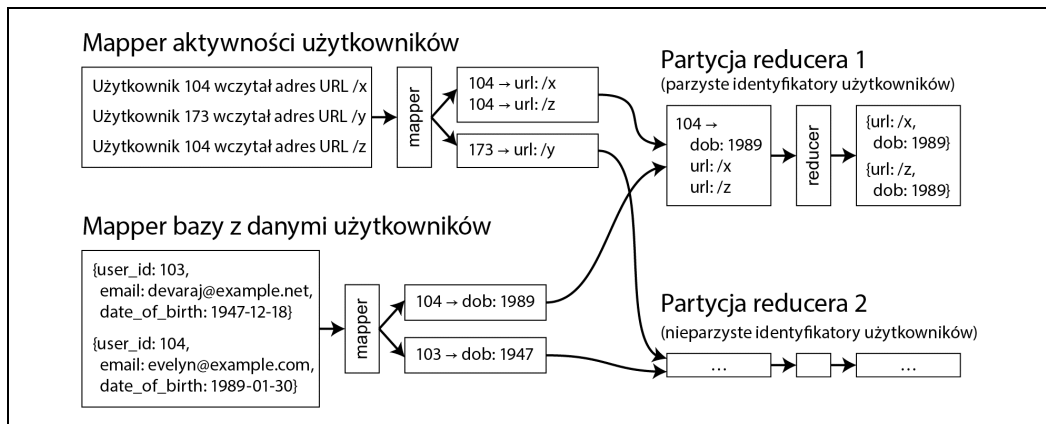 Mapper aktywności użytkowników
Użytkownik 104 wczytał adres URL /x
Użytkownik 173 wczytał adres URL /y
Użytkownik 104 wczytał adres URL /z
mapper
104 → url: /x
104 → url: /z
173 → url: /y
Partycja reducera 1
(parzyste identyfikatory użytkowników)
104 →
dob: 1989
url: /x
url: /z
reducer
{url: /x,
dob: 1989}
{url: /z,
dob: 1989}
Mapper bazy z danymi użytkowników
{user_id: 103,
email: devaraj@example.net,
date_of_birth: 1947-12-18}
{user_id: 104,
email: evelyn@example.com,
date_of_birth: 1989-01-30}
mapper
104 → dob: 1989
103 → dob: 1947
Partycja reducera 2
(nieparzyste identyfikatory użytkowników)
...
...